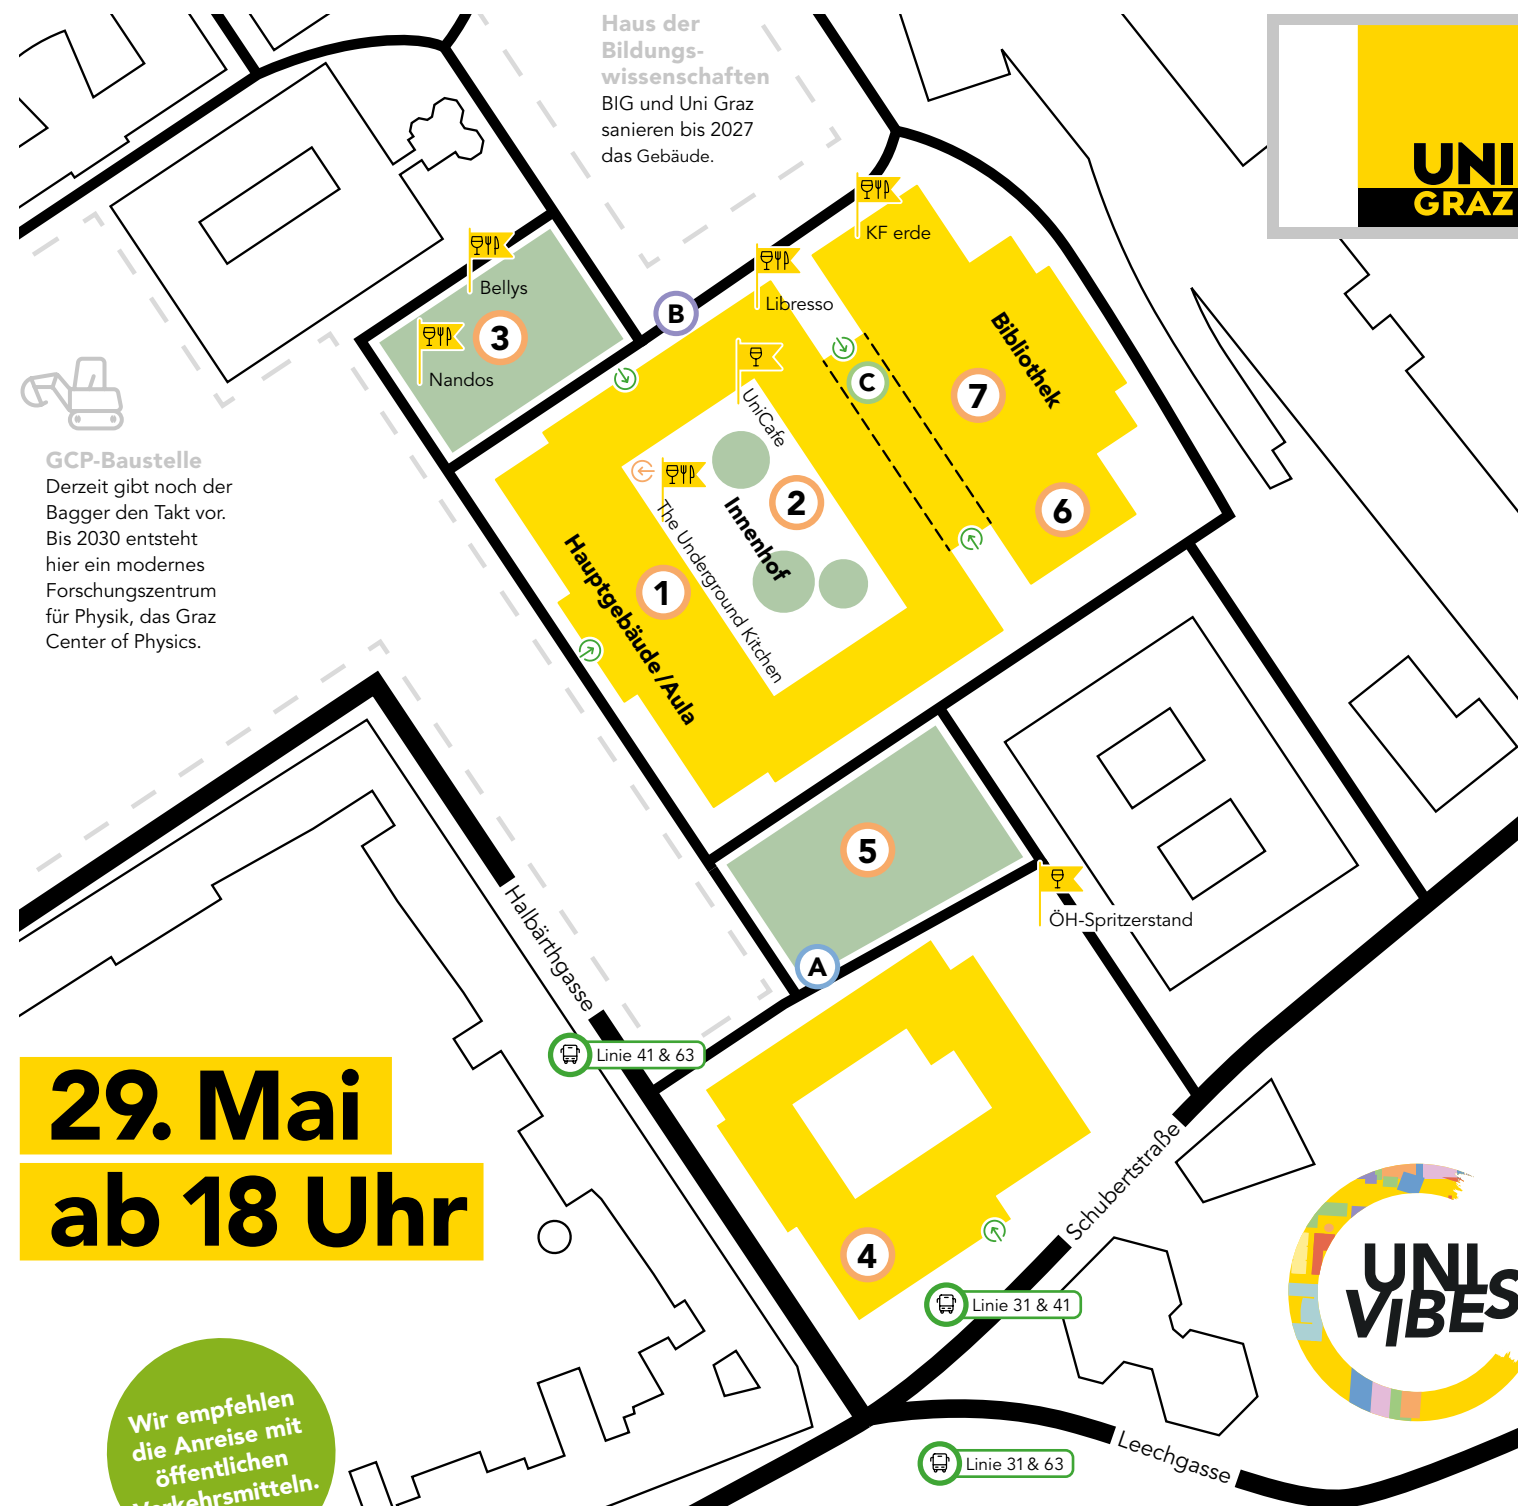 Haus der
Bildungs-
wissenschaften
BIG und Uni Graz
sanieren bis 2027
das Gebäude.
UNI
GRAZ
KF erde
Bellys
Libresso
B
3
Nandos
C
Bibliothek
7
UniCafe
GCP-Baustelle
Derzeit gibt noch der
Bagger den Takt vor.
Bis 2030 entsteht
hier ein modernes
Forschungszentrum
für Physik, das Graz
Center of Physics.
2
Innenhof
6
The Underground Kitchen
1
Hauptgebäude/Aula
5
ÖH-Spritzerstand
Halbärthgasse
A
Linie 41 & 63
29. Mai
ab 18 Uhr
Schubertstraße
4
Linie 31 & 41
UNI
VIBES
Wir empfehlen
die Anreise mit
öffentlichen
Verkehrsmitteln.
Leechgasse
Linie 31 & 63